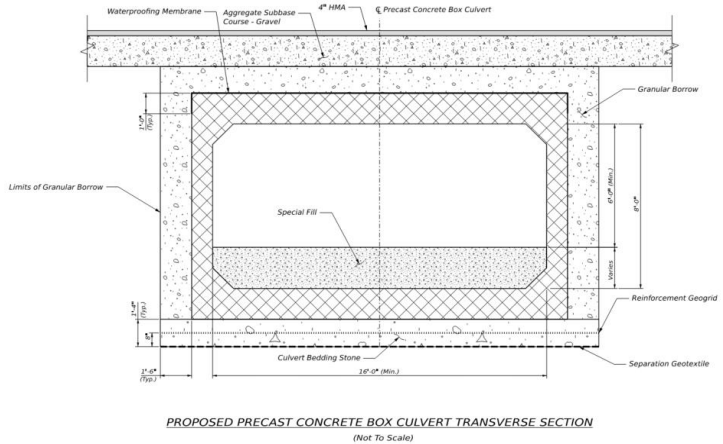 Waterproofing Membrane
Aggregate Subbase
Course - Gravel
4" HMA
℄ Precast Concrete Box Culvert
Granular Borrow
1'-0"
(Typ.)
Limits of Granular Borrow
Special Fill
6'-0" (Min.)
8'-0"
Varies
Reinforcement Geogrid
1'-4"
(Typ.)
8"
Culvert Bedding Stone
Separation Geotextile
1'-6"
(Typ.)
16'-0" (Min.)
PROPOSED PRECAST CONCRETE BOX CULVERT TRANSVERSE SECTION
(Not To Scale)